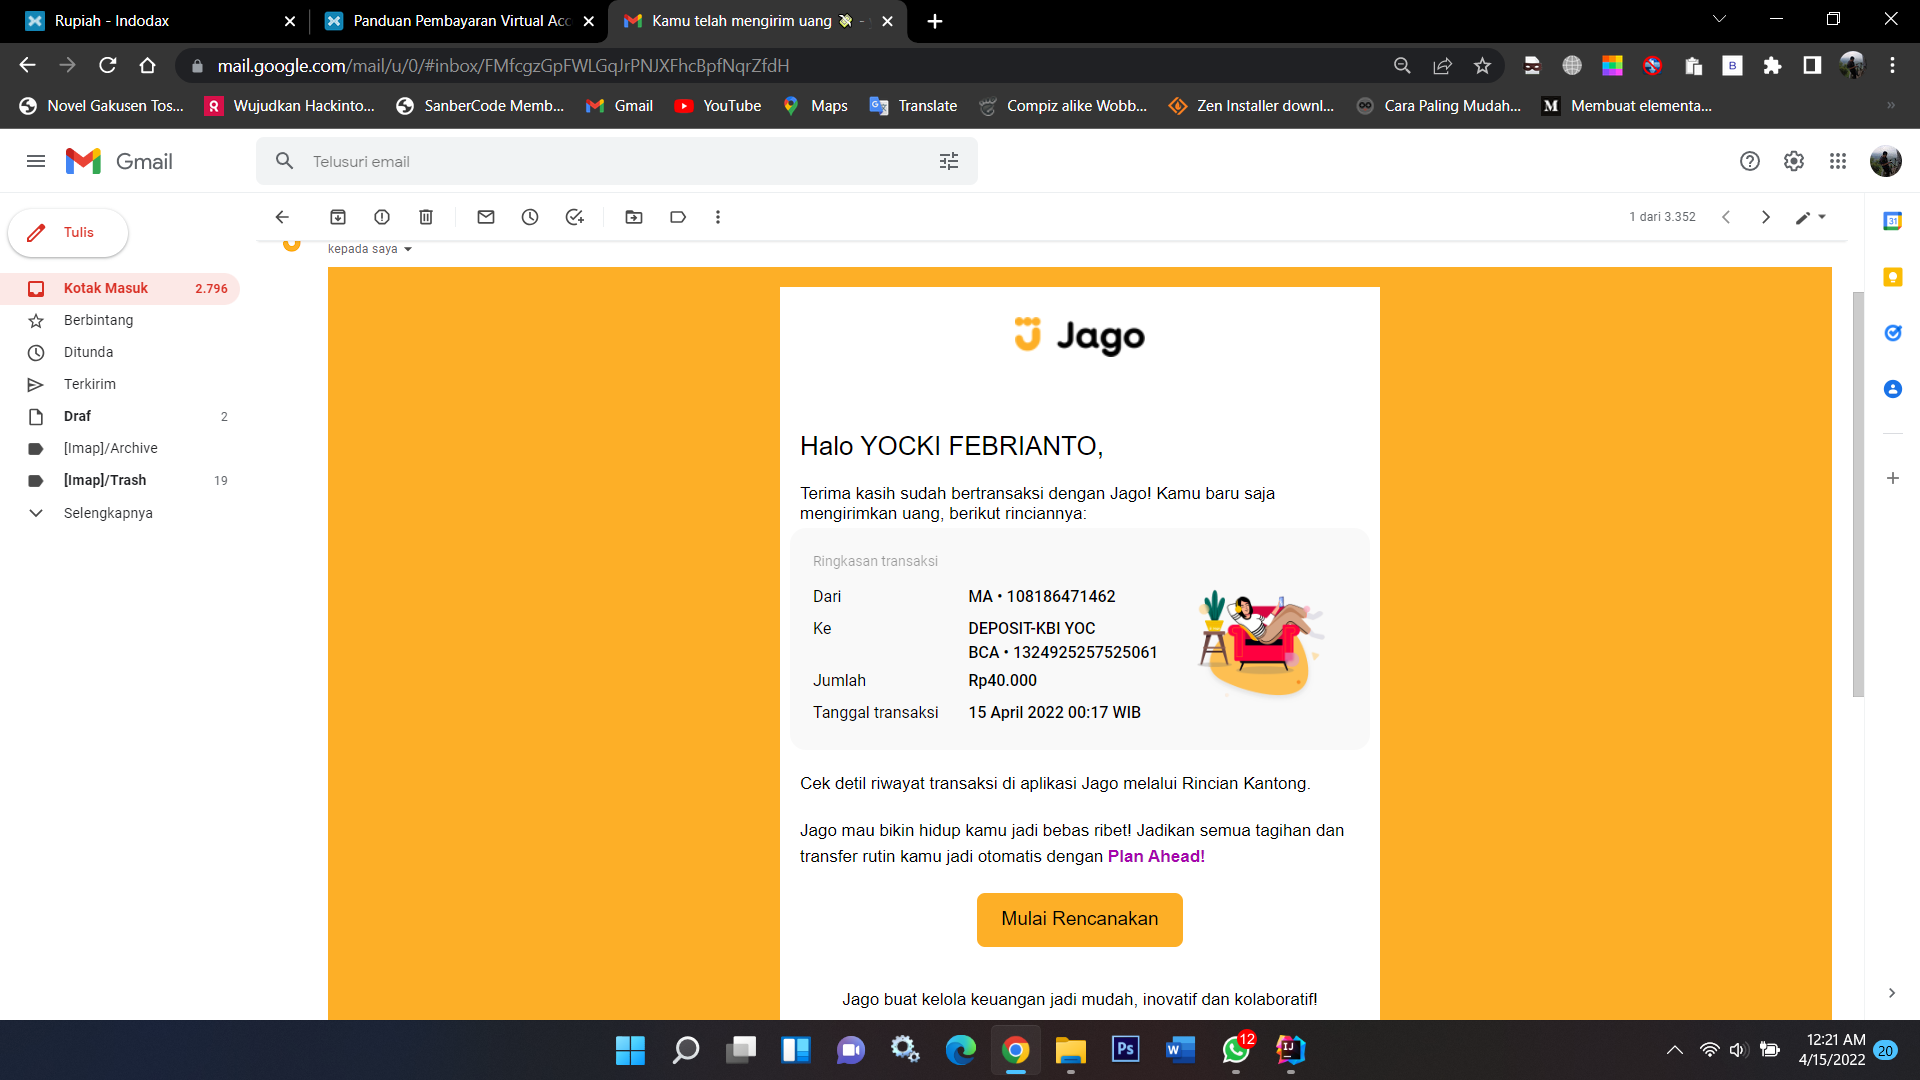 Rupiah - Indodax
Panduan Pembayaran Virtual Acc
Kamu telah mengirim uang 💸 -
mail.google.com/mail/u/0/#inbox/FMfcgzGpFWLGqJrPNJXFhcBpfNqrZfdH
Novel Gakusen Tos...
Wujudkan Hackinto...
SanberCode Memb...
Gmail
YouTube
Maps
Translate
Compiz alike Wobb...
Zen Installer downl...
Cara Paling Mudah...
Membuat elementa...
Gmail
Telusuri email
Tulis
1 dari 3.352
kepada saya
Kotak Masuk 2.796
Berbintang
Ditunda
Terkirim
Draf 2
[Imap]/Archive
[Imap]/Trash 19
Selengkapnya
Jago
Halo YOCKI FEBRIANTO,
Terima kasih sudah bertransaksi dengan Jago! Kamu baru saja
mengirimkan uang, berikut rinciannya:
Ringkasan transaksi
Dari MA • 108186471462
Ke DEPOSIT-KBI YOC
BCA • 1324925257525061
Jumlah Rp40.000
Tanggal transaksi 15 April 2022 00:17 WIB
Cek detil riwayat transaksi di aplikasi Jago melalui Rincian Kantong.
Jago mau bikin hidup kamu jadi bebas ribet! Jadikan semua tagihan dan
transfer rutin kamu jadi otomatis dengan Plan Ahead!
Mulai Rencanakan
Jago buat kelola keuangan jadi mudah, inovatif dan kolaboratif!
31
Ps
W
12
IJ
12:21 AM
4/15/2022
20